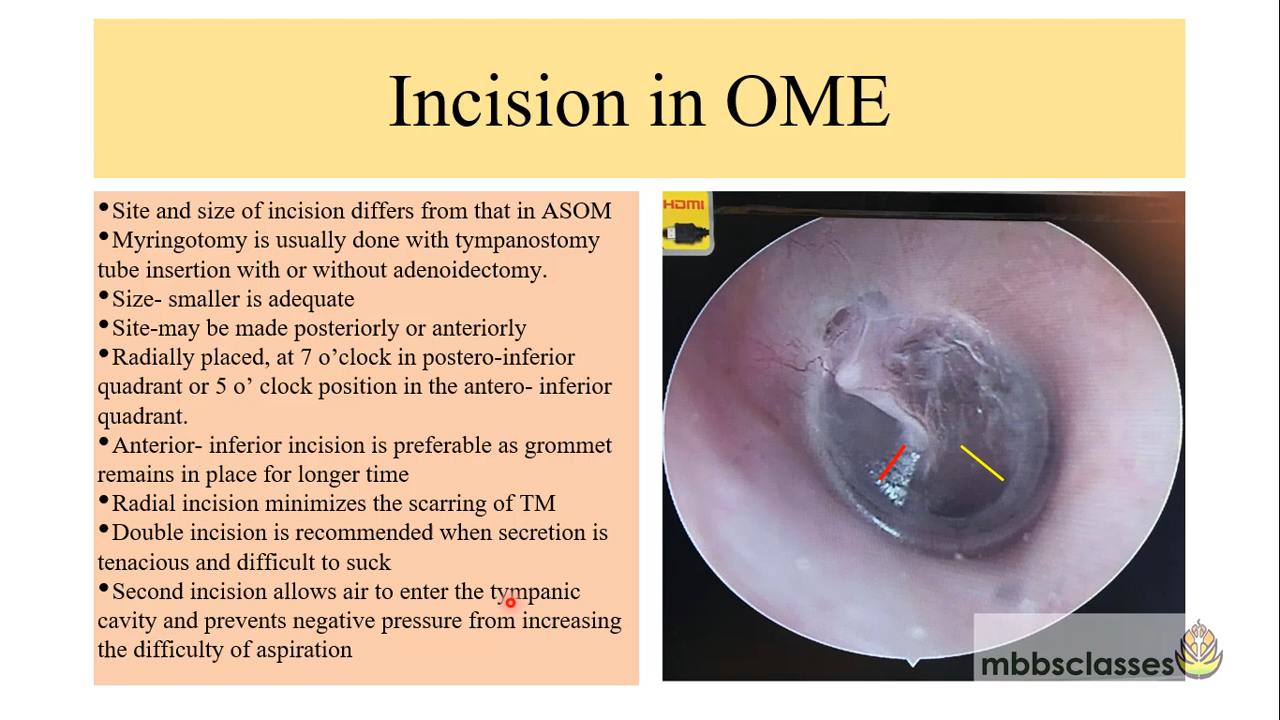 Incision in OME
•Site and size of incision differs from that in ASOM
•Myringotomy is usually done with tympanostomy
tube insertion with or without adenoidectomy.
•Size- smaller is adequate
•Site-may be made posteriorly or anteriorly
•Radially placed, at 7 o’clock in postero-inferior
quadrant or 5 o’ clock position in the antero- inferior
quadrant.
•Anterior- inferior incision is preferable as grommet
remains in place for longer time
•Radial incision minimizes the scarring of TM
•Double incision is recommended when secretion is
tenacious and difficult to suck
•Second incision allows air to enter the tympanic
cavity and prevents negative pressure from increasing
the difficulty of aspiration
HDMI
mbbsclasses